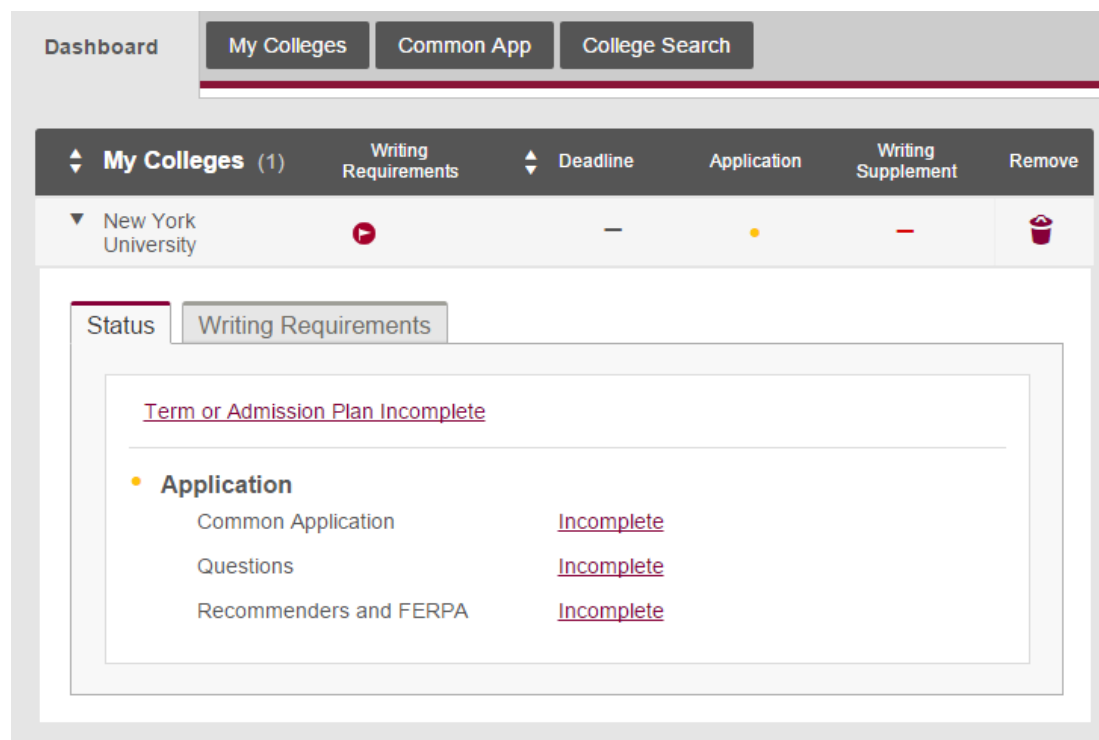 Dashboard My Colleges Common App College Search
My Colleges (1) Writing Requirements Deadline Application Writing Supplement Remove
New York
University
Status Writing Requirements
Term or Admission Plan Incomplete
Application
Common Application Incomplete
Questions Incomplete
Recommenders and FERPA Incomplete